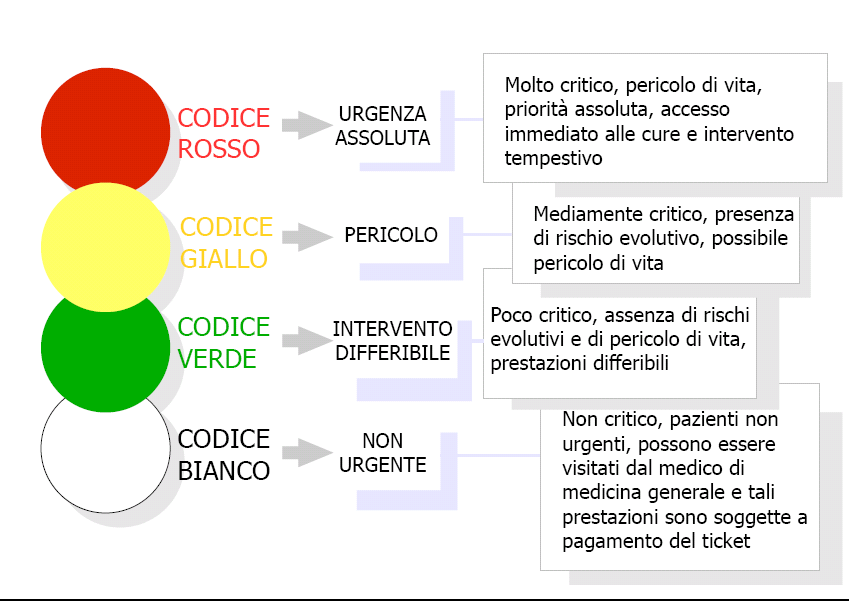 CODICE
ROSSO
URGENZA
ASSOLUTA
Molto critico, pericolo di vita,
priorità assoluta, accesso
immediato alle cure e intervento
tempestivo
CODICE
GIALLO
PERICOLO
Mediamente critico, presenza
di rischio evolutivo, possibile
pericolo di vita
CODICE
VERDE
INTERVENTO
DIFFERIBILE
Poco critico, assenza di rischi
evolutivi e di pericolo di vita,
prestazioni differibili
CODICE
BIANCO
NON
URGENTE
Non critico, pazienti non
urgenti, possono essere
visitati dal medico di
medicina generale e tali
prestazioni sono soggette a
pagamento del ticket